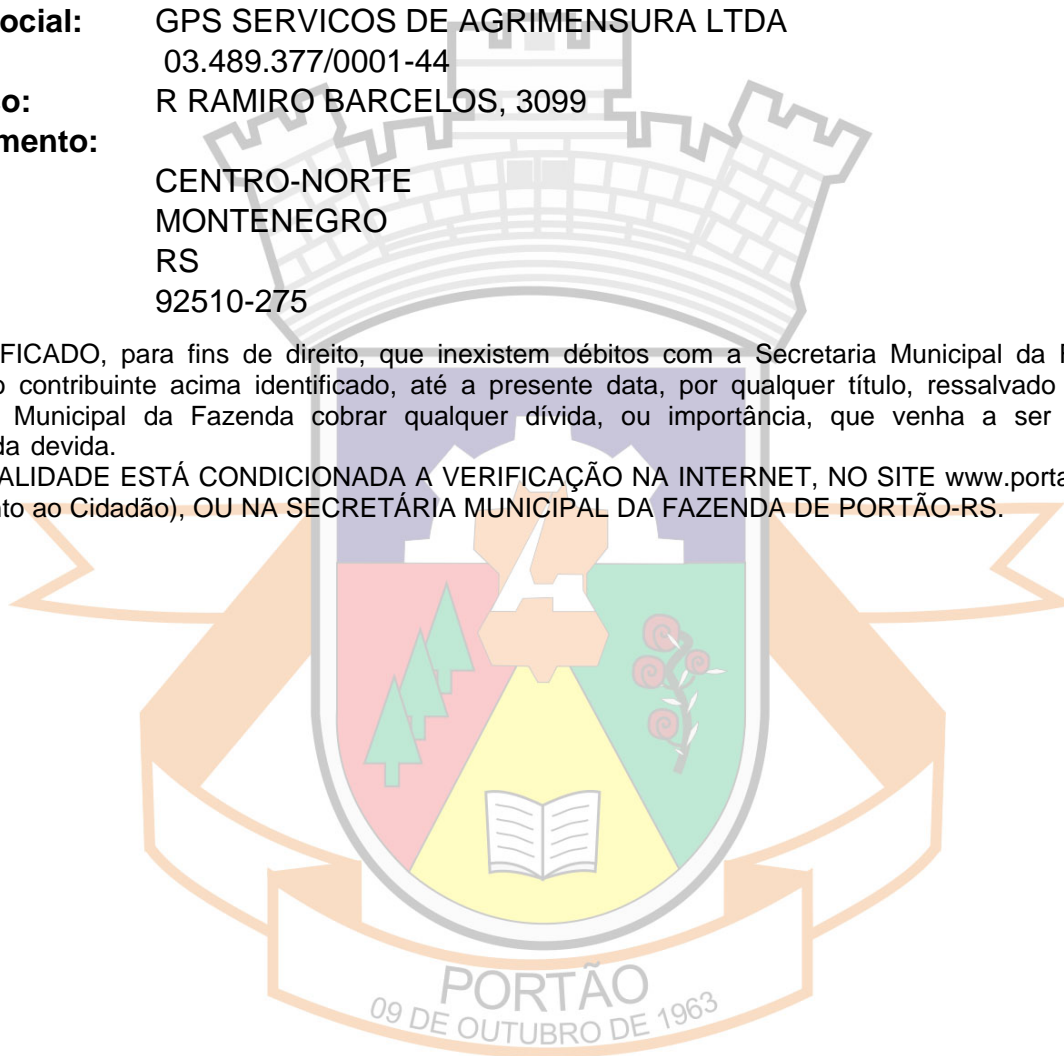 ocial: GPS SERVICOS DE AGRIMENSURA LTDA
03.489.377/0001-44
o: R RAMIRO BARCELOS, 3099
mento:
CENTRO-NORTE
MONTENEGRO
RS
92510-275
FICADO, para fins de direito, que inexistem débitos com a Secretaria Municipal da
o contribuinte acima identificado, até a presente data, por qualquer título, ressalvado
Municipal da Fazenda cobrar qualquer dívida, ou importância, que venha a ser
da devida.
ALIDADE ESTÁ CONDICIONADA A VERIFICAÇÃO NA INTERNET, NO SITE www.porta
nto ao Cidadão), OU NA SECRETÁRIA MUNICIPAL DA FAZENDA DE PORTÃO-RS.
PORTÃO
09 DE OUTUBRO DE 1963